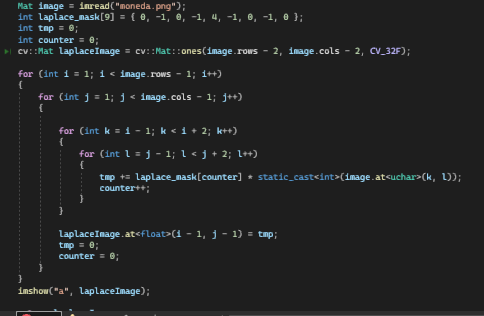 Mat image = imread("moneda.png");
int laplace_mask[9] = { 0, -1, 0, -1, 4, -1, 0, -1, 0 };
int tmp = 0;
int counter = 0;
cv::Mat laplaceImage = cv::Mat::ones(image.rows - 2, image.cols - 2, CV_32F);
for (int i = 1; i < image.rows - 1; i++)
{
for (int j = 1; j < image.cols - 1; j++)
{
for (int k = i - 1; k < i + 2; k++)
{
for (int l = j - 1; l < j + 2; l++)
{
tmp += laplace_mask[counter] * static_cast<int>(image.at<uchar>(k, l));
counter++;
}
}
laplaceImage.at<float>(i - 1, j - 1) = tmp;
tmp = 0;
counter = 0;
}
}
imshow("a", laplaceImage);